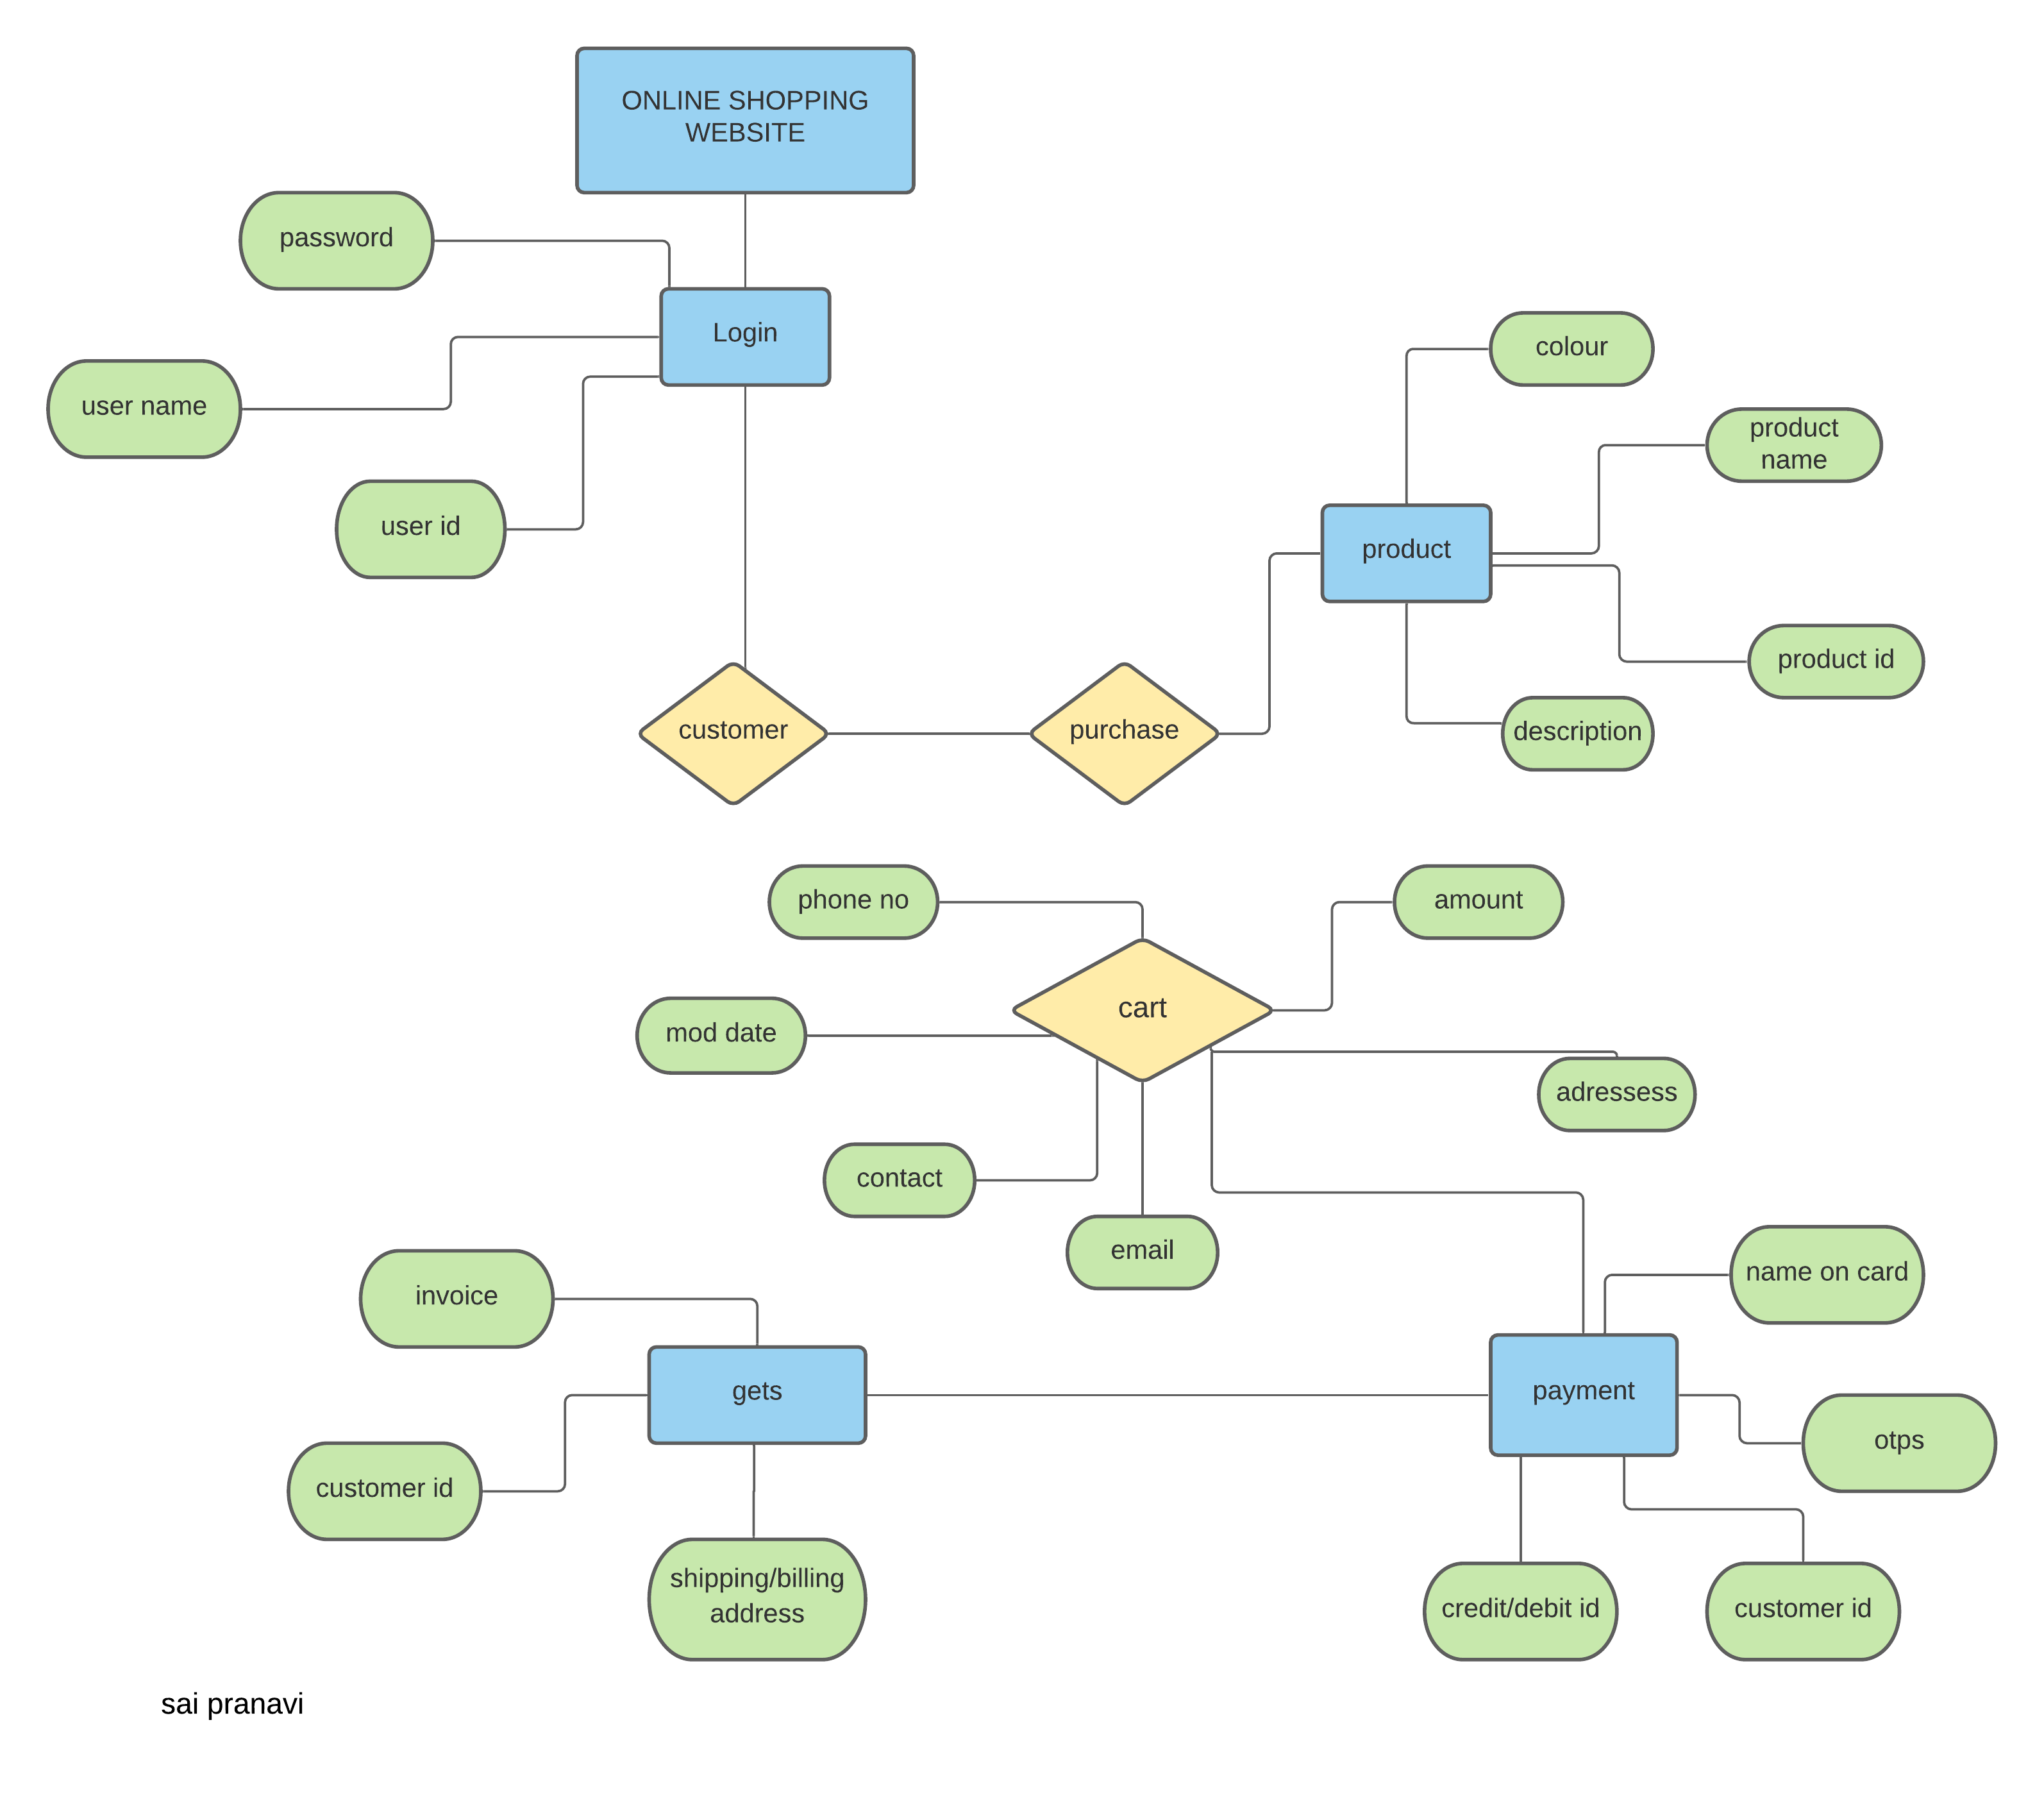 ONLINE SHOPPING
WEBSITE
password
Login
user name
user id
colour
product
name
product
product id
description
customer
purchase
phone no
amount
cart
mod date
adressess
contact
email
name on card
invoice
gets
payment
otps
customer id
shipping/billing
address
credit/debit id
customer id
sai pranavi